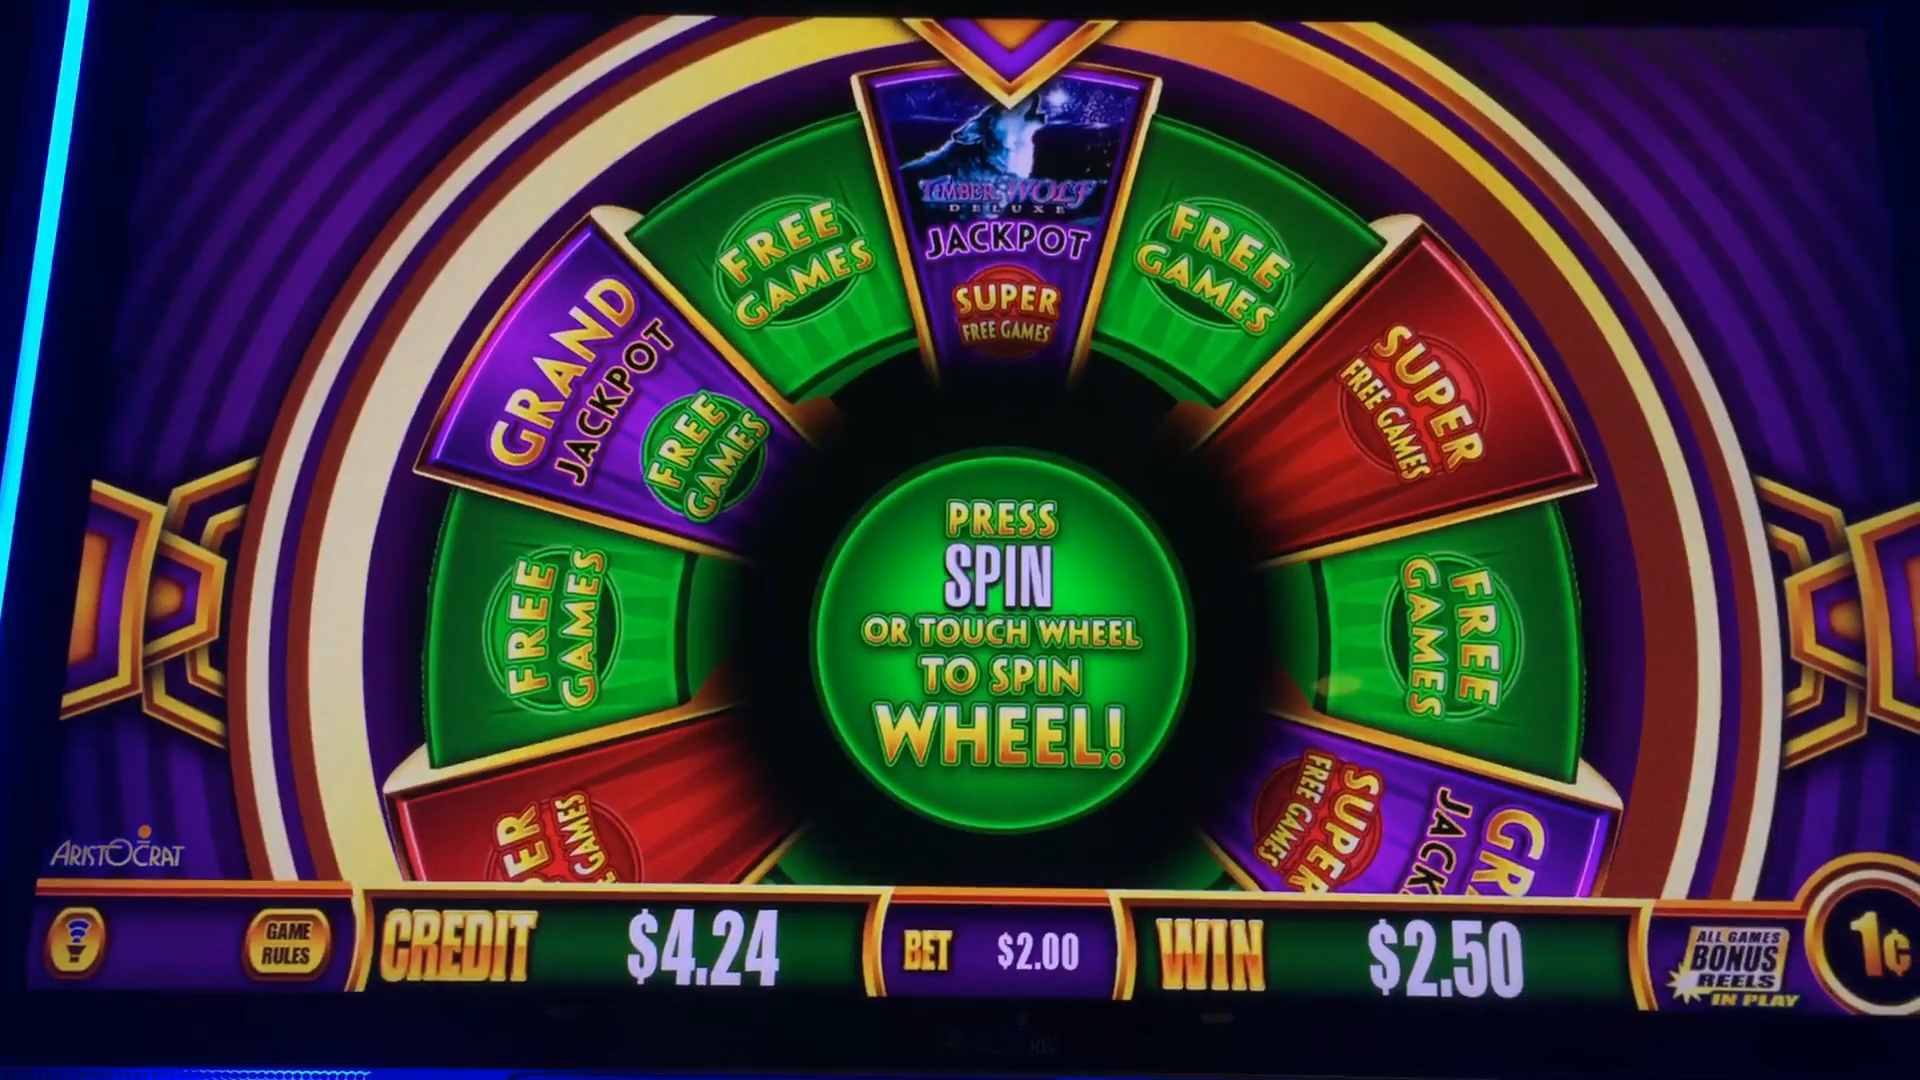 TIMBER WOLF
DELUXE
JACKPOT
SUPER
FREE GAMES
FREE
GAMES
FREE
GAMES
GRAND
JACKPOT
FREE
GAMES
SUPER
FREE GAMES
FREE
GAMES
FREE
GAMES
PRESS
SPIN
OR TOUCH WHEEL
TO SPIN
WHEEL!
SUPER
FREE GAMES
ARISTOCRAT
GAME
RULES
CREDIT $4.24
BET $2.00
WIN $2.50
ALL GAMES
BONUS
REELS
IN PLAY
1¢